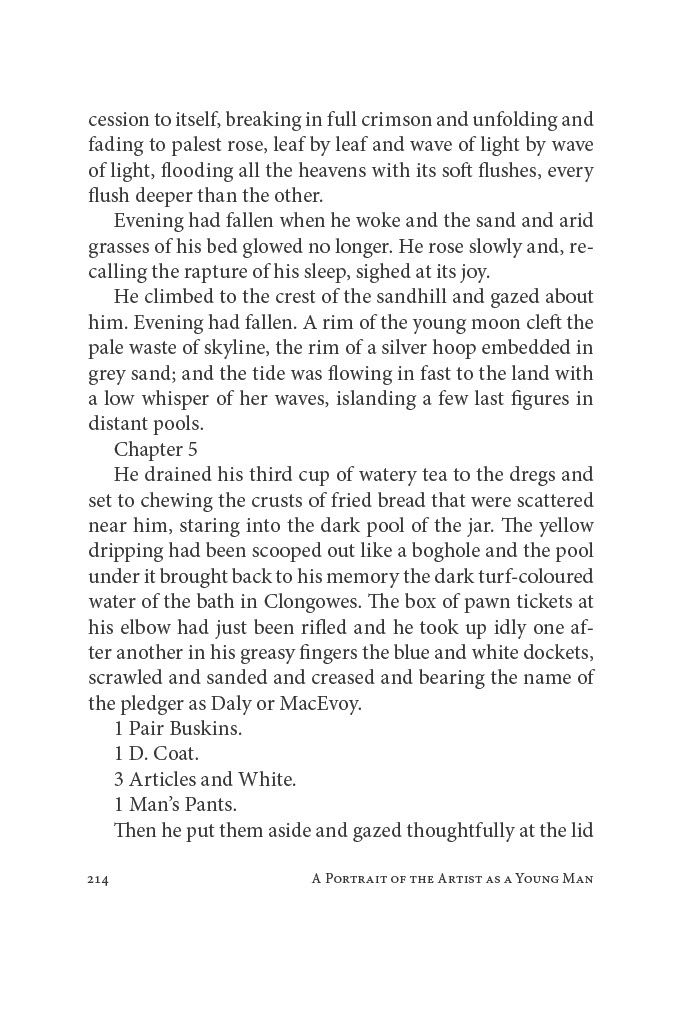 cession to itself, breaking in full crimson and unfolding and
fading to palest rose, leaf by leaf and wave of light by wave
of light, flooding all the heavens with its soft flushes, every
flush deeper than the other.
Evening had fallen when he woke and the sand and arid
grasses of his bed glowed no longer. He rose slowly and, re-
calling the rapture of his sleep, sighed at its joy.
He climbed to the crest of the sandhill and gazed about
him. Evening had fallen. A rim of the young moon cleft the
pale waste of skyline, the rim of a silver hoop embedded in
grey sand; and the tide was flowing in fast to the land with
a low whisper of her waves, islanding a few last figures in
distant pools.
Chapter 5
He drained his third cup of watery tea to the dregs and
set to chewing the crusts of fried bread that were scattered
near him, staring into the dark pool of the jar. The yellow
dripping had been scooped out like a boghole and the pool
under it brought back to his memory the dark turf-coloured
water of the bath in Clongowes. The box of pawn tickets at
his elbow had just been rifled and he took up idly one af-
ter another in his greasy fingers the blue and white dockets,
scrawled and sanded and creased and bearing the name of
the pledger as Daly or MacEvoy.
1 Pair Buskins.
1 D. Coat.
3 Articles and White.
1 Man’s Pants.
Then he put them aside and gazed thoughtfully at the lid
214 A Portrait of the Artist as a Young Man